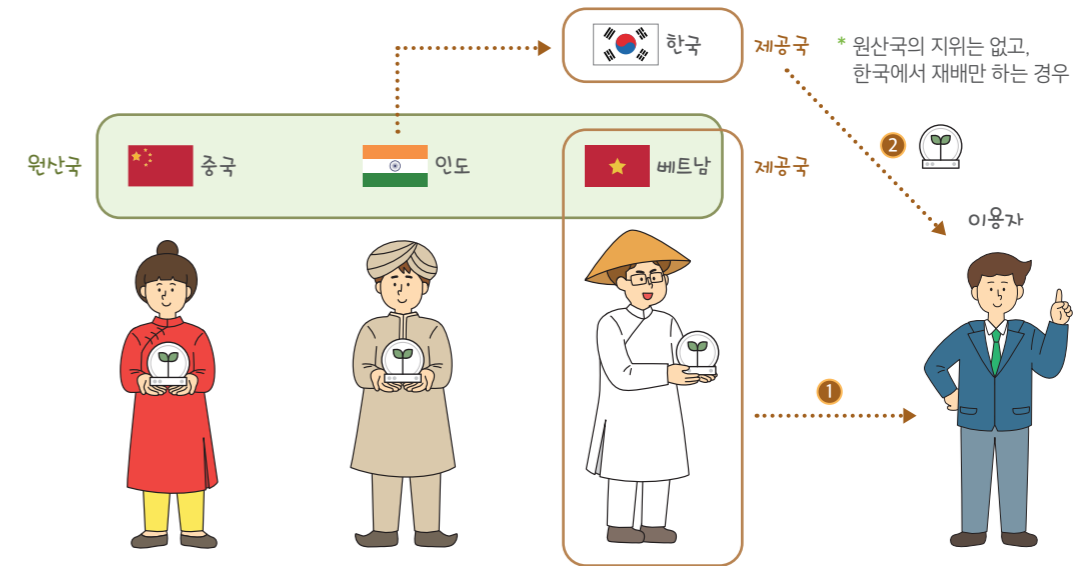 한국
제공국
* 원산국의 지위는 없고,
한국에서 재배만 하는 경우
2
원산국
중국
인도
베트남
제공국
이용자
1